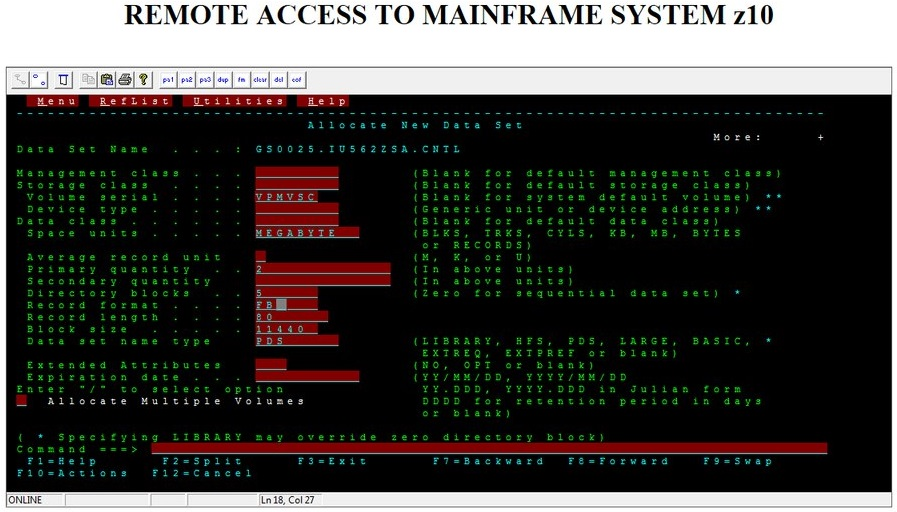 REMOTE ACCESS TO MAINFRAME SYSTEM z10
pa1 pa2 pa3 dup fm clear del cof
Menu RefList Utilities Help
Allocate New Data Set
More: +
Data Set Name . . . : GS0025.IU562ZSA.CNTL
Management class . . . (Blank for default management class)
Storage class . . . . (Blank for default storage class)
Volume serial . . . . VPMVSC (Blank for system default volume) **
Device type . . . . . (Generic unit or device address) **
Data class . . . . . . (Blank for default data class)
Space units . . . . . MEGABYTE (BLKS, TRKS, CYLS, KB, MB, BYTES
or RECORDS)
Average record unit (M, K, or U)
Primary quantity . . 2 (In above units)
Secondary quantity (In above units)
Directory blocks . . 5 (Zero for sequential data set) *
Record format . . . . FB
Record length . . . . 80
Block size . . . . . 11440
Data set name type PDS (LIBRARY, HFS, PDS, LARGE, BASIC, *
EXTREQ, EXTPREF or blank)
Extended Attributes (NO, OPT or blank)
Expiration date . . . (YY/MM/DD, YYYY/MM/DD
Enter "/" to select option YY.DDD, YYYY.DDD in Julian form
Allocate Multiple Volumes DDDD for retention period in days
or blank)
( * Specifying LIBRARY may override zero directory block)
Command ===>
F1=Help F2=Split F3=Exit F7=Backward F8=Forward F9=Swap
F10=Actions F12=Cancel
ONLINE Ln 18, Col 27